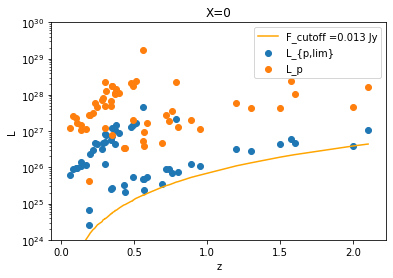 X=0
F_cutoff =0.013 Jy
L_{p,lim}
L_p
10^30
10^29
10^28
10^27
10^26
10^25
10^24
L
0.0 0.5 1.0 1.5 2.0
z